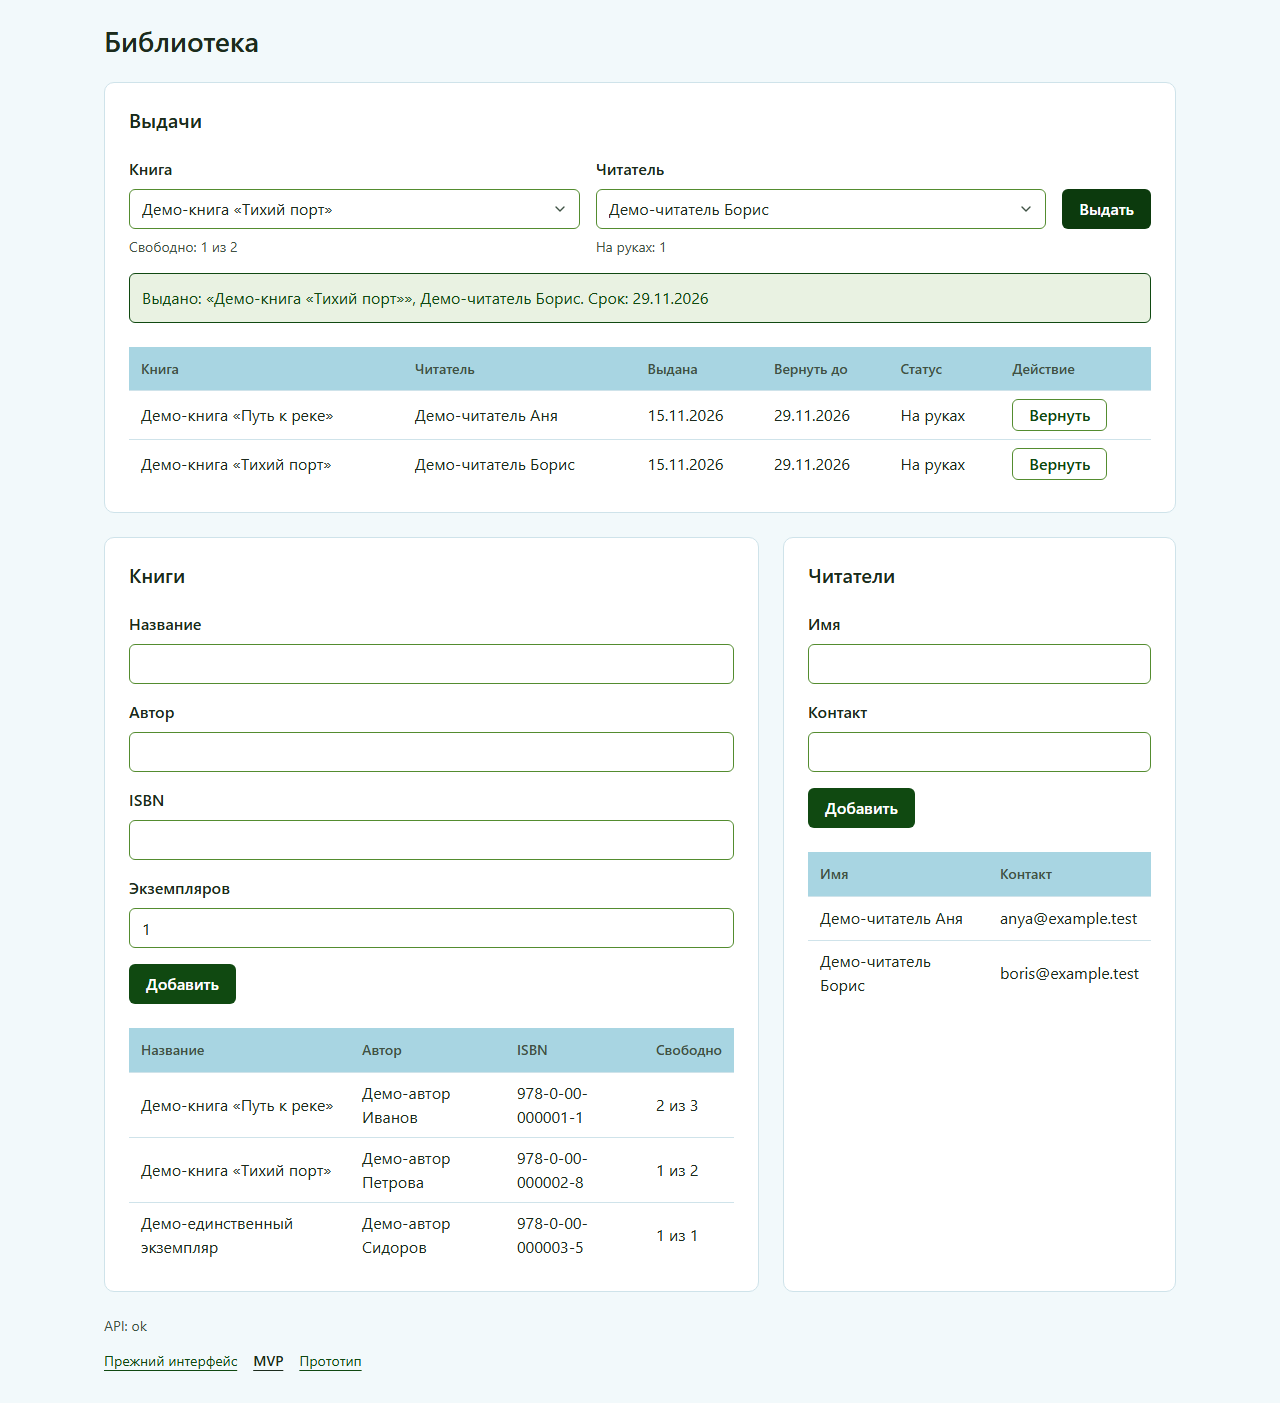 Библиотека
Выдачи
Книга Читатель
Демо-книга «Тихий порт» Демо-читатель Борис Выдать
Свободно: 1 из 2 На руках: 1
Выдано: «Демо-книга «Тихий порт»», Демо-читатель Борис. Срок: 29.11.2026
Книга Читатель Выдана Вернуть до Статус Действие
Демо-книга «Путь к реке» Демо-читатель Аня 15.11.2026 29.11.2026 На руках Вернуть
Демо-книга «Тихий порт» Демо-читатель Борис 15.11.2026 29.11.2026 На руках Вернуть
Книги
Название
Автор
ISBN
Экземпляров
1
Добавить
Название Автор ISBN Свободно
Демо-книга «Путь к реке» Демо-автор Иванов 978-0-00-000001-1 2 из 3
Демо-книга «Тихий порт» Демо-автор Петрова 978-0-00-000002-8 1 из 2
Демо-единственный экземпляр Демо-автор Сидоров 978-0-00-000003-5 1 из 1
Читатели
Имя
Контакт
Добавить
Имя Контакт
Демо-читатель Аня anya@example.test
Демо-читатель Борис boris@example.test
API: ok
Прежний интерфейс MVP Прототип